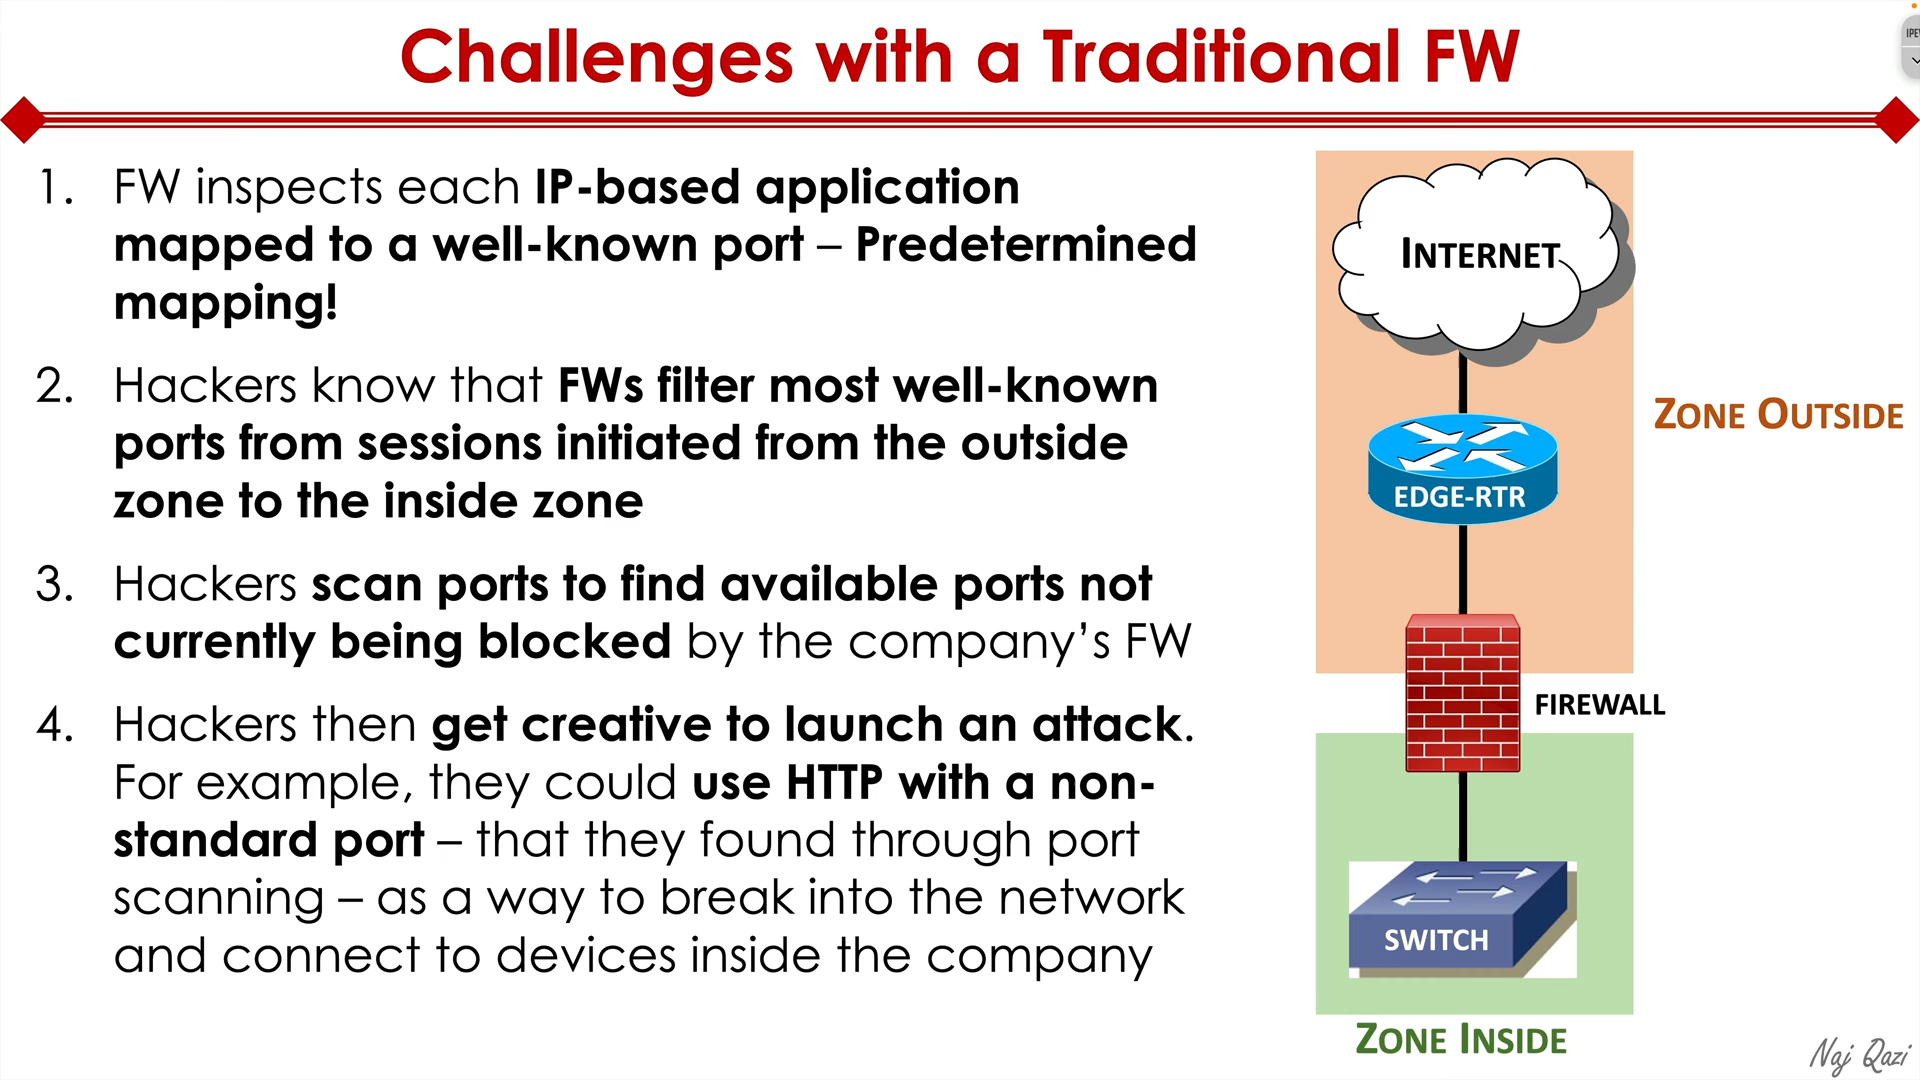 Challenges with a Traditional FW
1. FW inspects each IP-based application
mapped to a well-known port – Predetermined
mapping!
2. Hackers know that FWs filter most well-known
ports from sessions initiated from the outside
zone to the inside zone
3. Hackers scan ports to find available ports not
currently being blocked by the company’s FW
4. Hackers then get creative to launch an attack.
For example, they could use HTTP with a non-
standard port – that they found through port
scanning – as a way to break into the network
and connect to devices inside the company
INTERNET
ZONE OUTSIDE
EDGE-RTR
FIREWALL
SWITCH
ZONE INSIDE
Naj Qazi